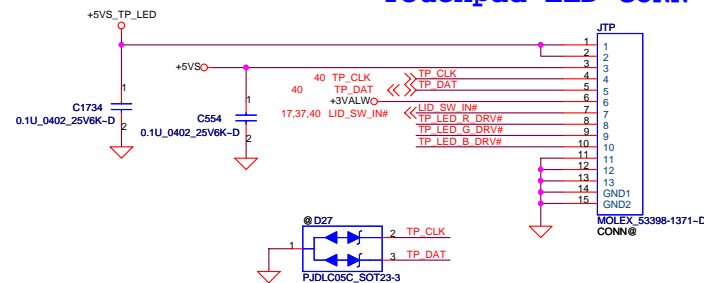 Touchpad LED Conn
+5VS_TP_LED
JTP
1 1
2 2
+5VS 3 3
40 TP_CLK TP_CLK 4 4
40 TP_DAT TP_DAT 5 5
+3VALW 6 6
17,37,40 LID_SW_IN# LID_SW_IN# 7 7
TP_LED_R_DRV# 8 8
TP_LED_G_DRV# 9 9
TP_LED_B_DRV# 10 10
11 11
12 12
13 13
14 GND1
15 GND2
MOLEX_53398-1371~D
CONN@
1
C1734
0.1U_0402_25V6K~D
2
1
C554
0.1U_0402_25V6K~D
2
@ D27
1
2 TP_CLK
3 TP_DAT
PJDLC05C_SOT23-3